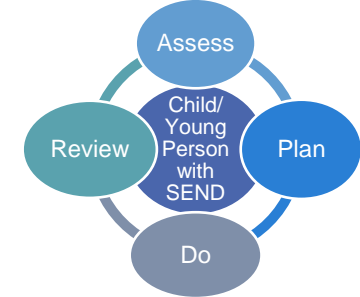 Assess
Child/
Young
Person
with
SEND
Review
Plan
Do